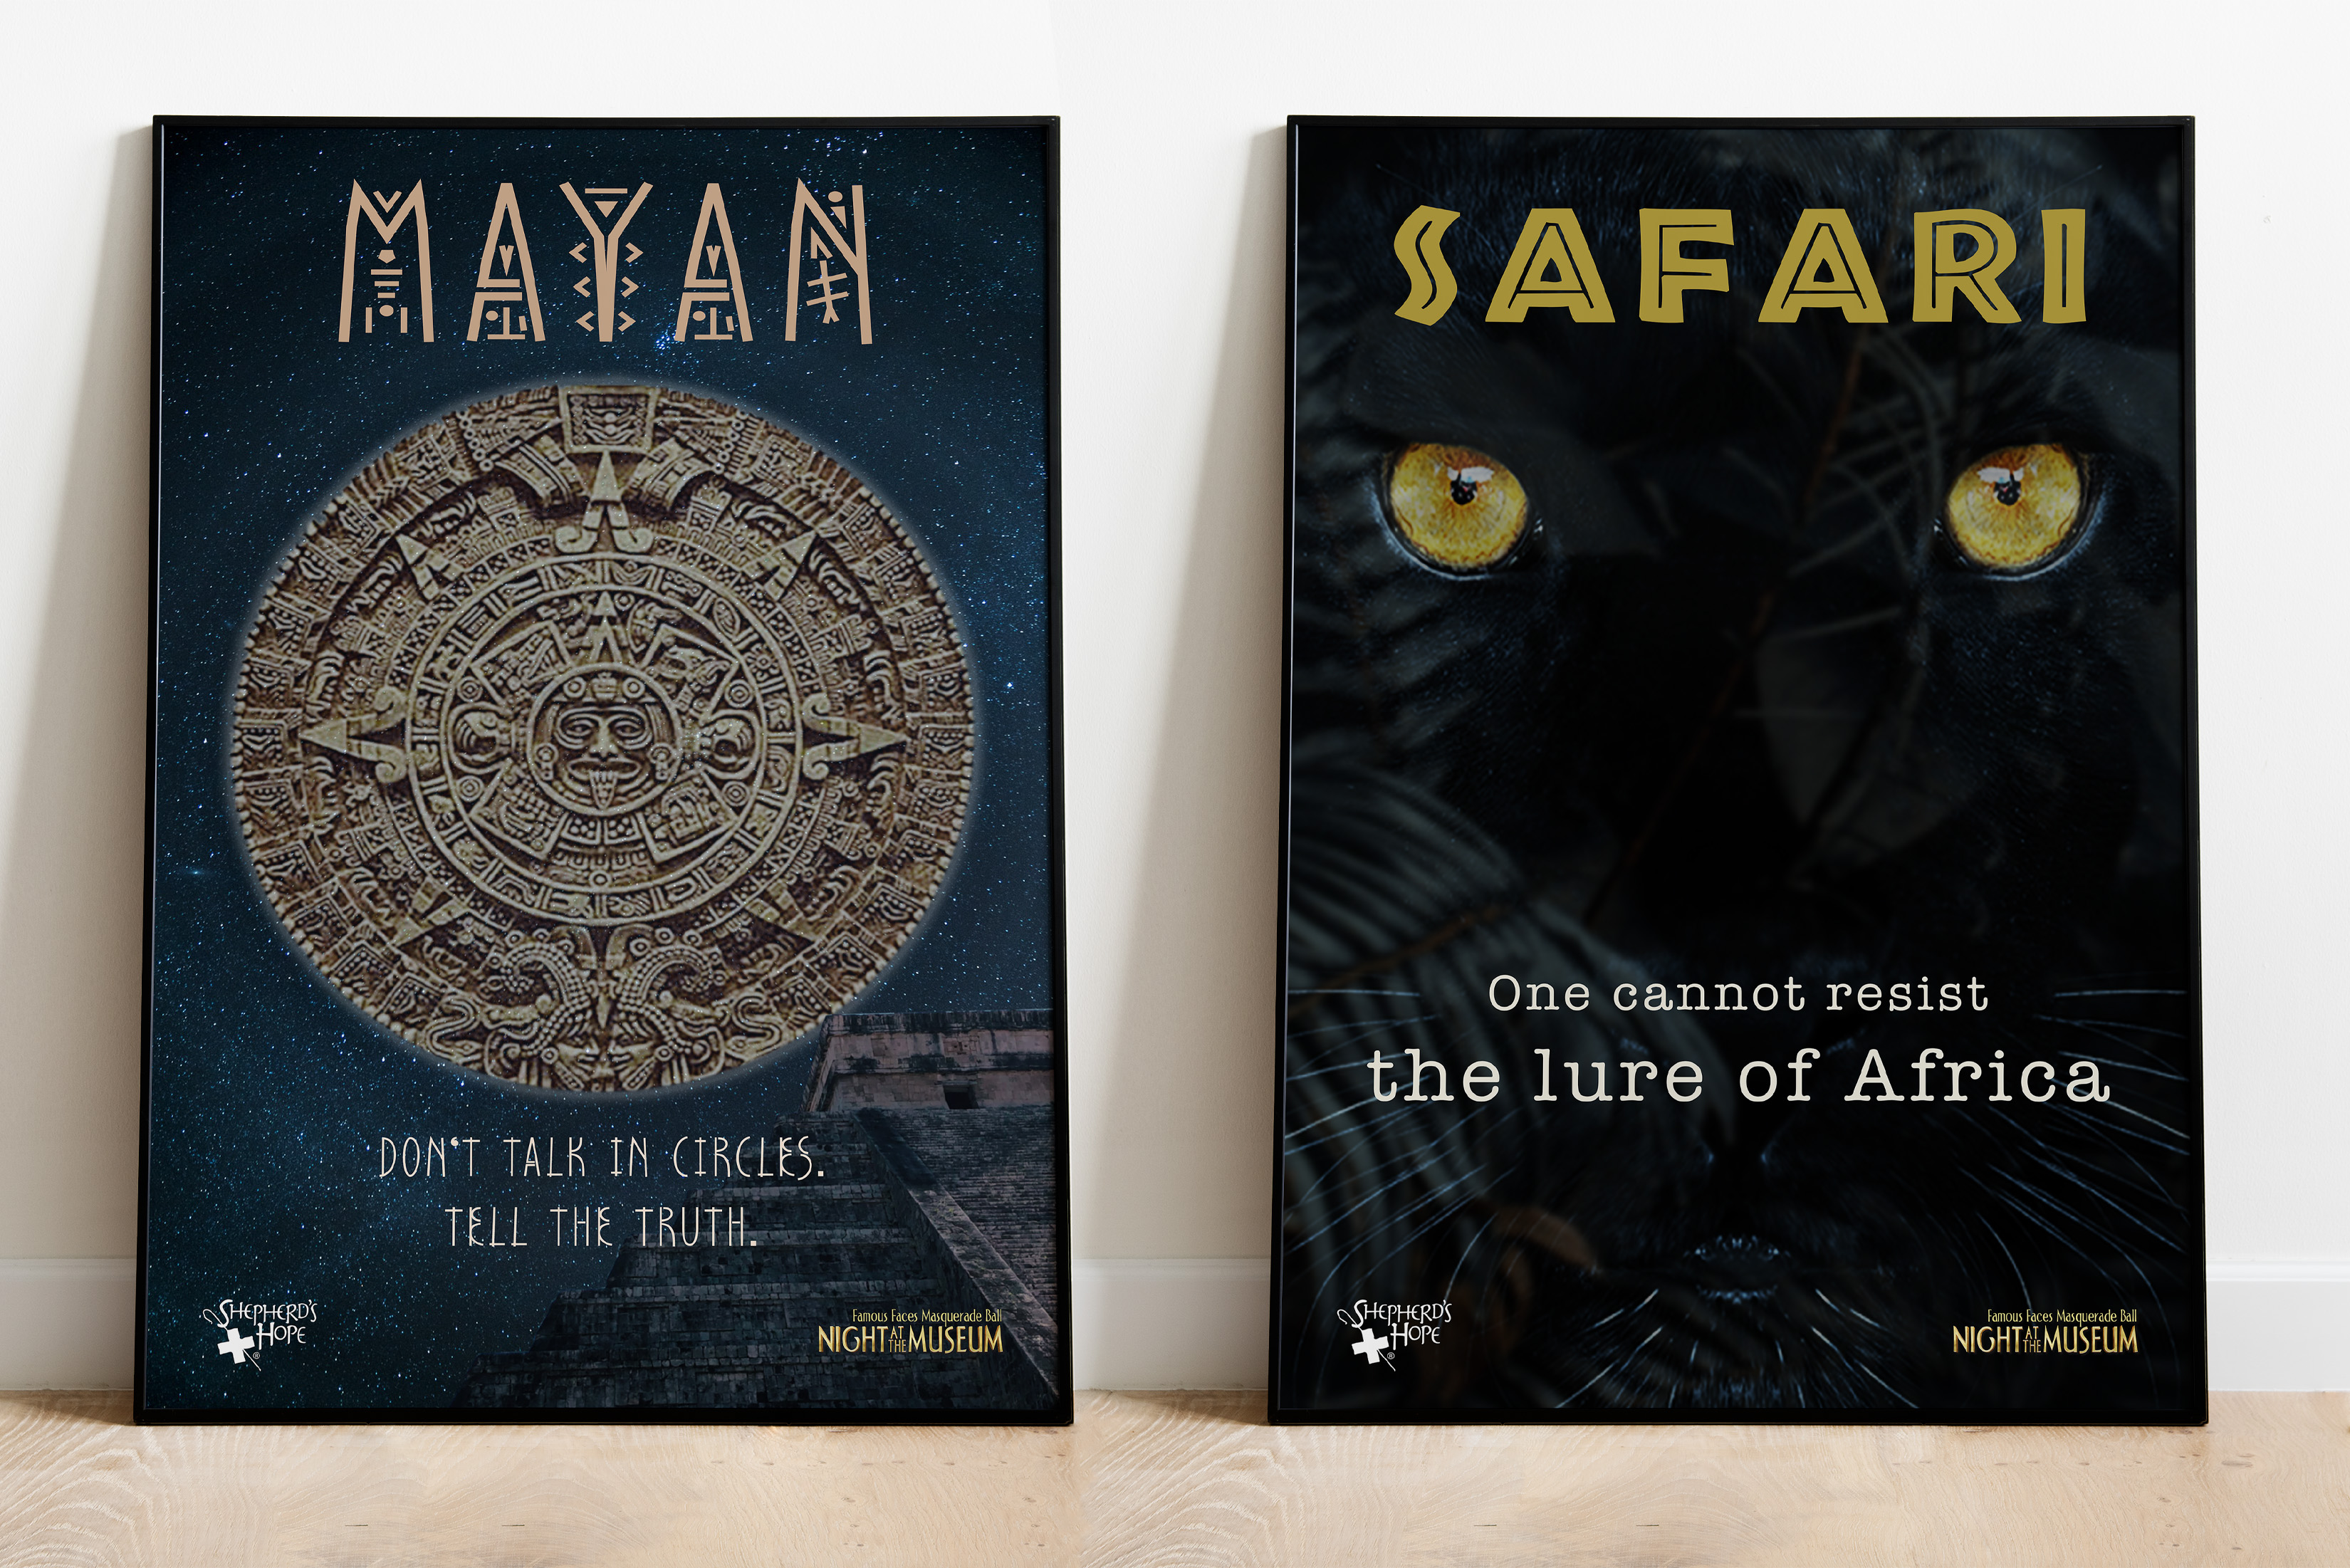 MAYAN
DON'T TALK IN CIRCLES.
TELL THE TRUTH.
SHEPHERD'S
HOPE
®
Famous Faces Masquerade Ball
NIGHT AT THE MUSEUM
SAFARI
One cannot resist
the lure of Africa
SHEPHERD'S
HOPE
®
Famous Faces Masquerade Ball
NIGHT AT THE MUSEUM